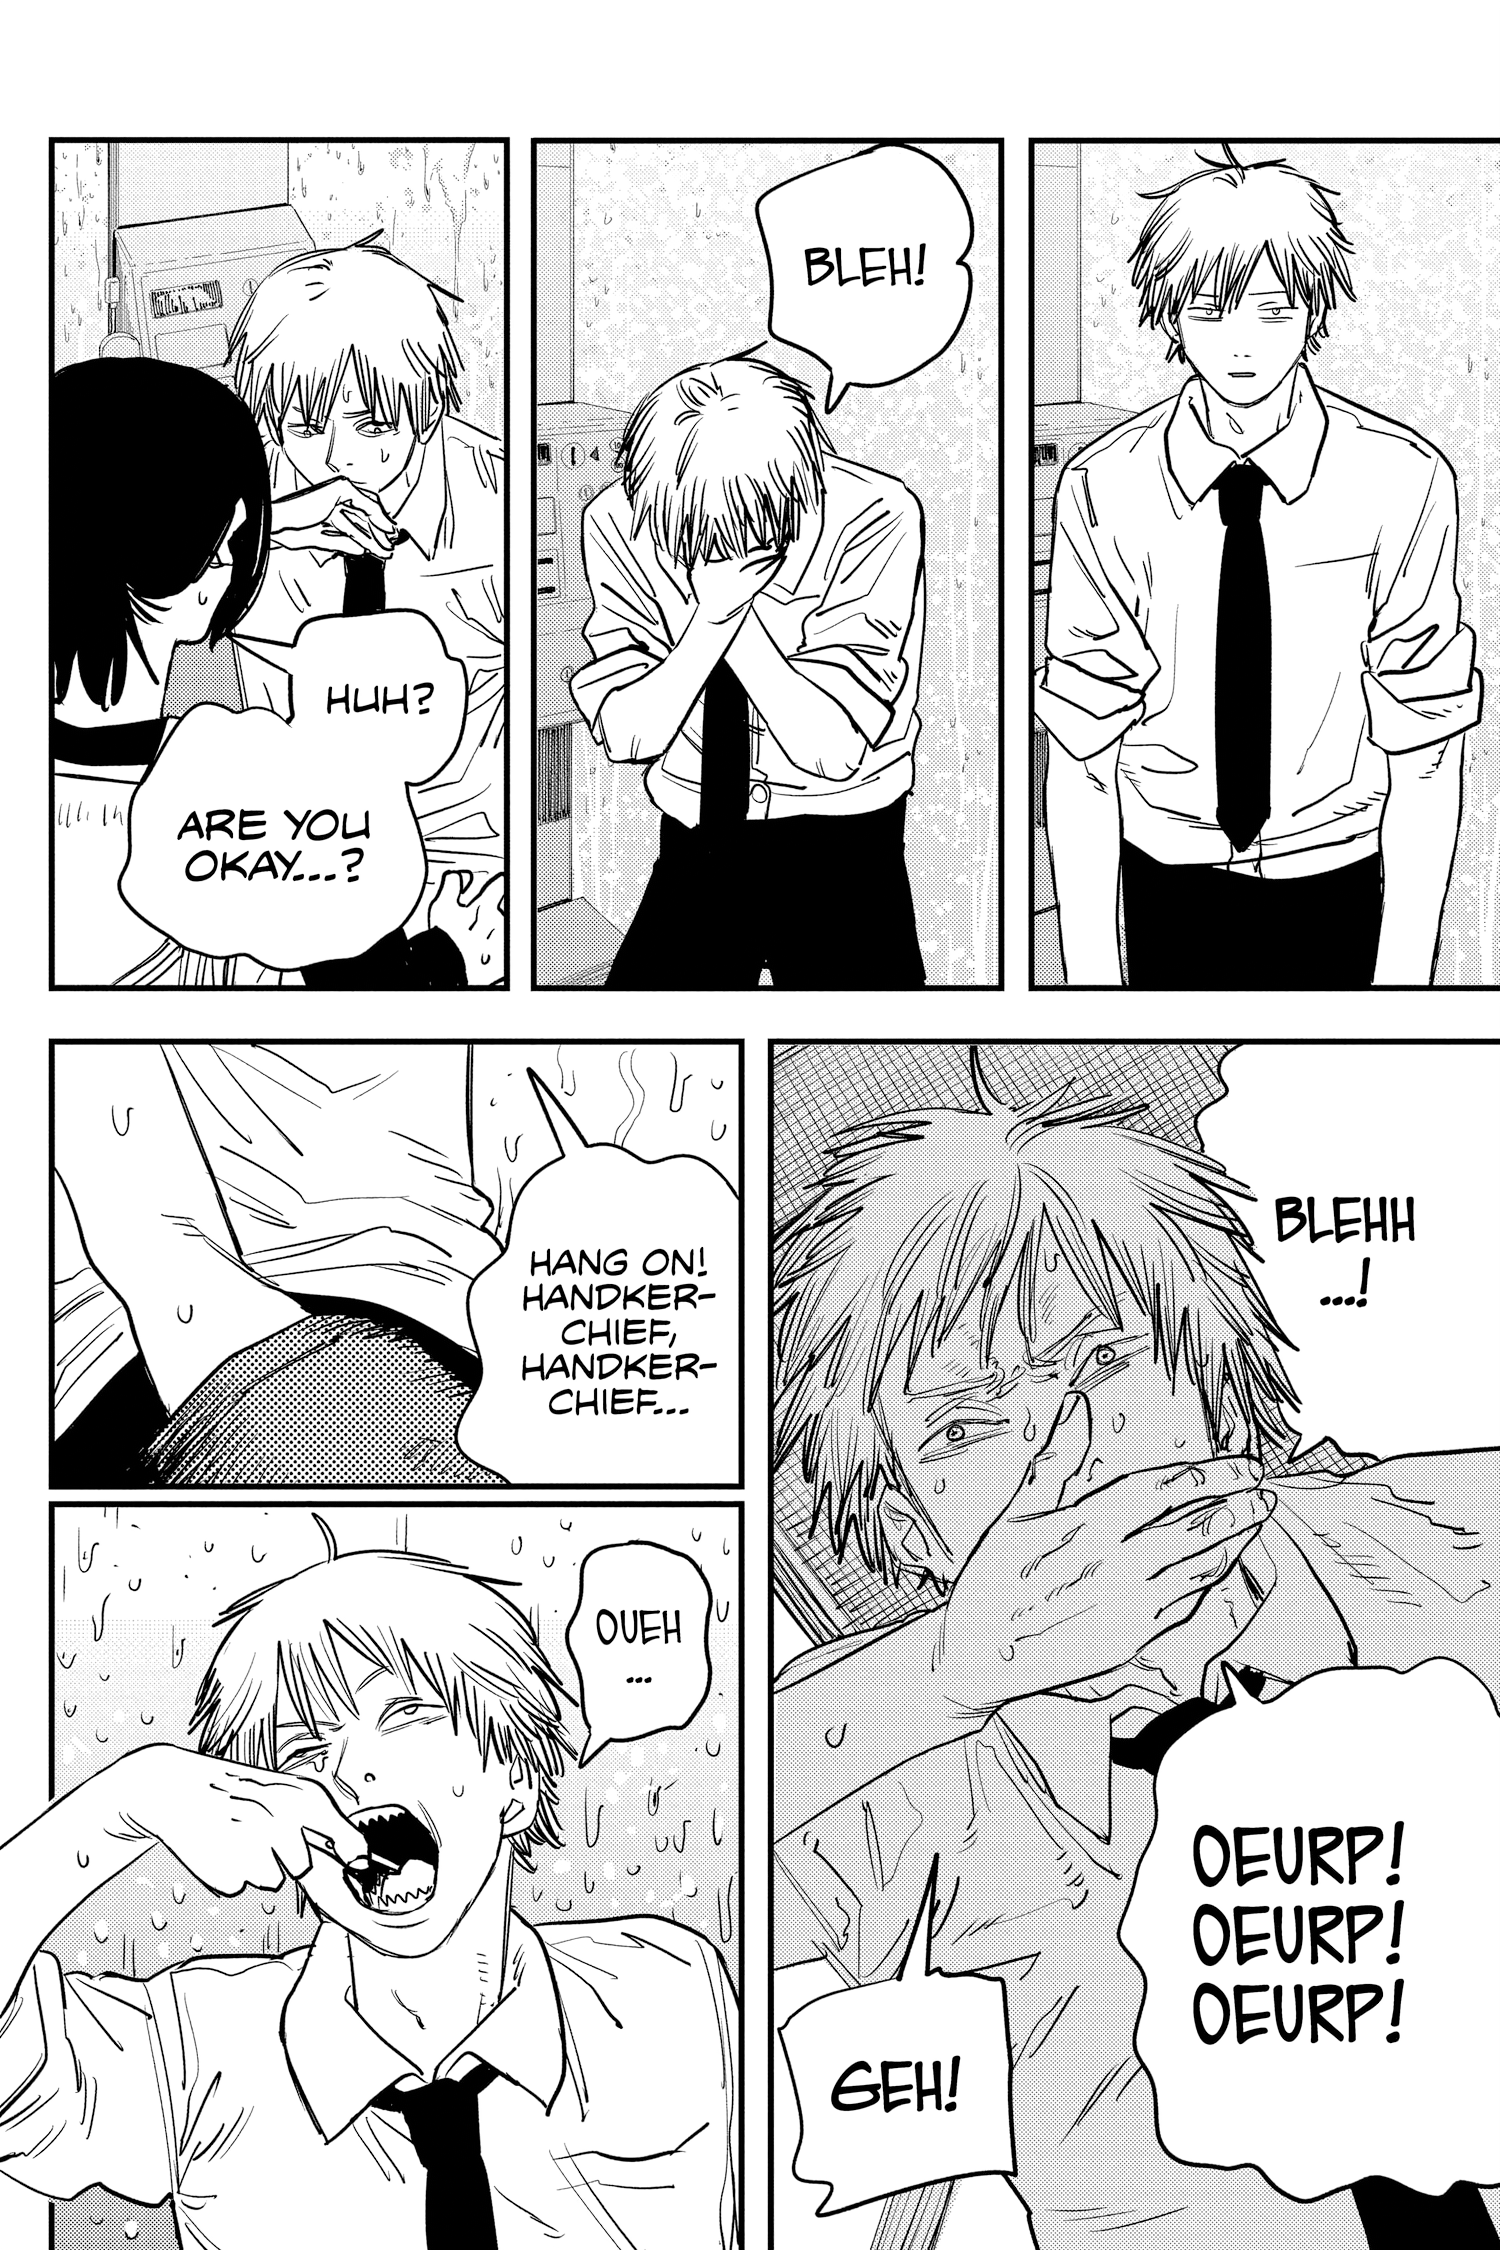 BLEH!
HUH?
ARE YOU
OKAY...?
BLEHH
...!
OEURP!
OEURP!
OEURP!
GEH!
HANG ON!
HANDKER-
CHIEF,
HANDKER-
CHIEF...
OUEH
...